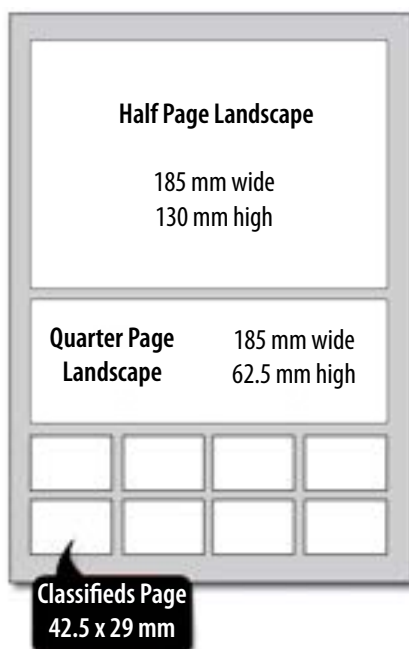 Half Page Landscape
185 mm wide
130 mm high
Quarter Page
Landscape
185 mm wide
62.5 mm high
Classifieds Page
42.5 x 29 mm